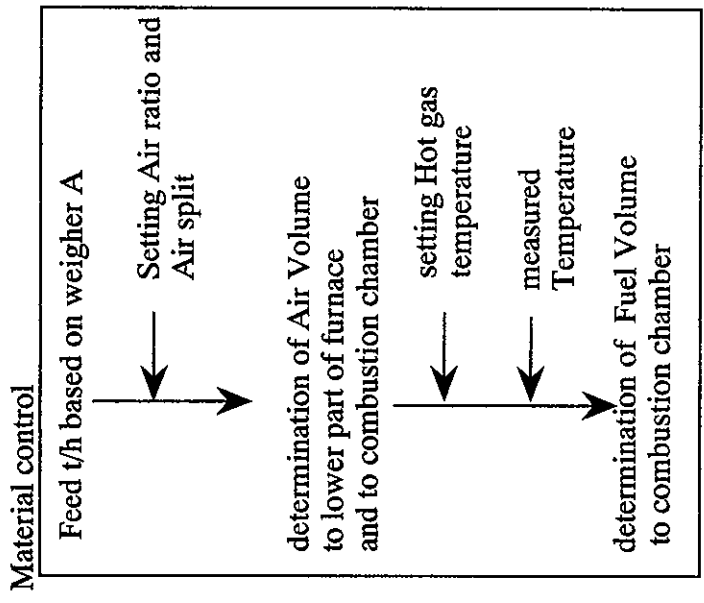 Material control
Feed t/h based on weigher A
Setting Air ratio and
Air split
determination of Air Volume
to lower part of furnace
and to combustion chamber
setting Hot gas
temperature
measured
Temperature
determination of Fuel Volume
to combustion chamber